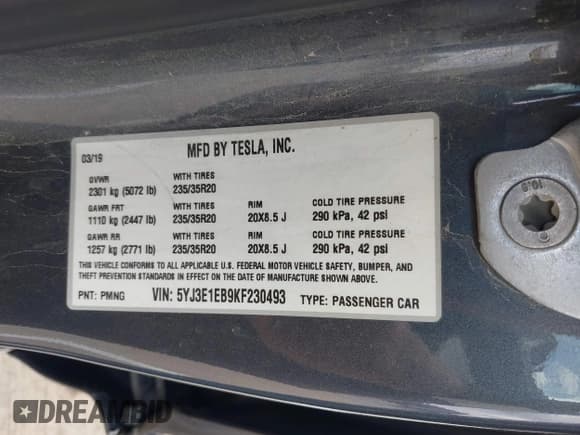 03/19 MFD BY TESLA, INC.
GVWR WITH TIRES
2301 kg (5072 lb) 235/35R20
GAWR FRT WITH TIRES RIM COLD TIRE PRESSURE
1110 kg (2447 lb) 235/35R20 20X8.5 J 290 kPa, 42 psi
GAWR RR WITH TIRES RIM COLD TIRE PRESSURE
1257 kg (2771 lb) 235/35R20 20X8.5 J 290 kPa, 42 psi
THIS VEHICLE CONFORMS TO ALL APPLICABLE U.S. FEDERAL MOTOR VEHICLE SAFETY, BUMPER, AND
THEFT PREVENTION STANDARDS IN EFFECT ON THE DATE OF MANUFACTURE SHOWN ABOVE.
PNT: PMNG VIN: 5YJ3E1EB9KF230493 TYPE: PASSENGER CAR
DREAMBID